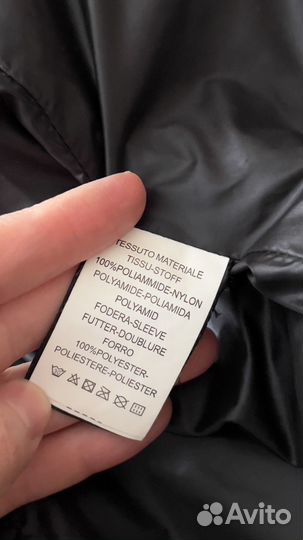 TESSUTO MATERIALE
TISSU-STOFF
100%POLIAMMIDE-NYLON
POLYAMIDE-POLIAMIDA
POLYAMID
FODERA-SLEEVE
FUTTER-DOUBLURE
FORRO
100%POLYESTER-
POLIESTERE-POLIESTER
Avito